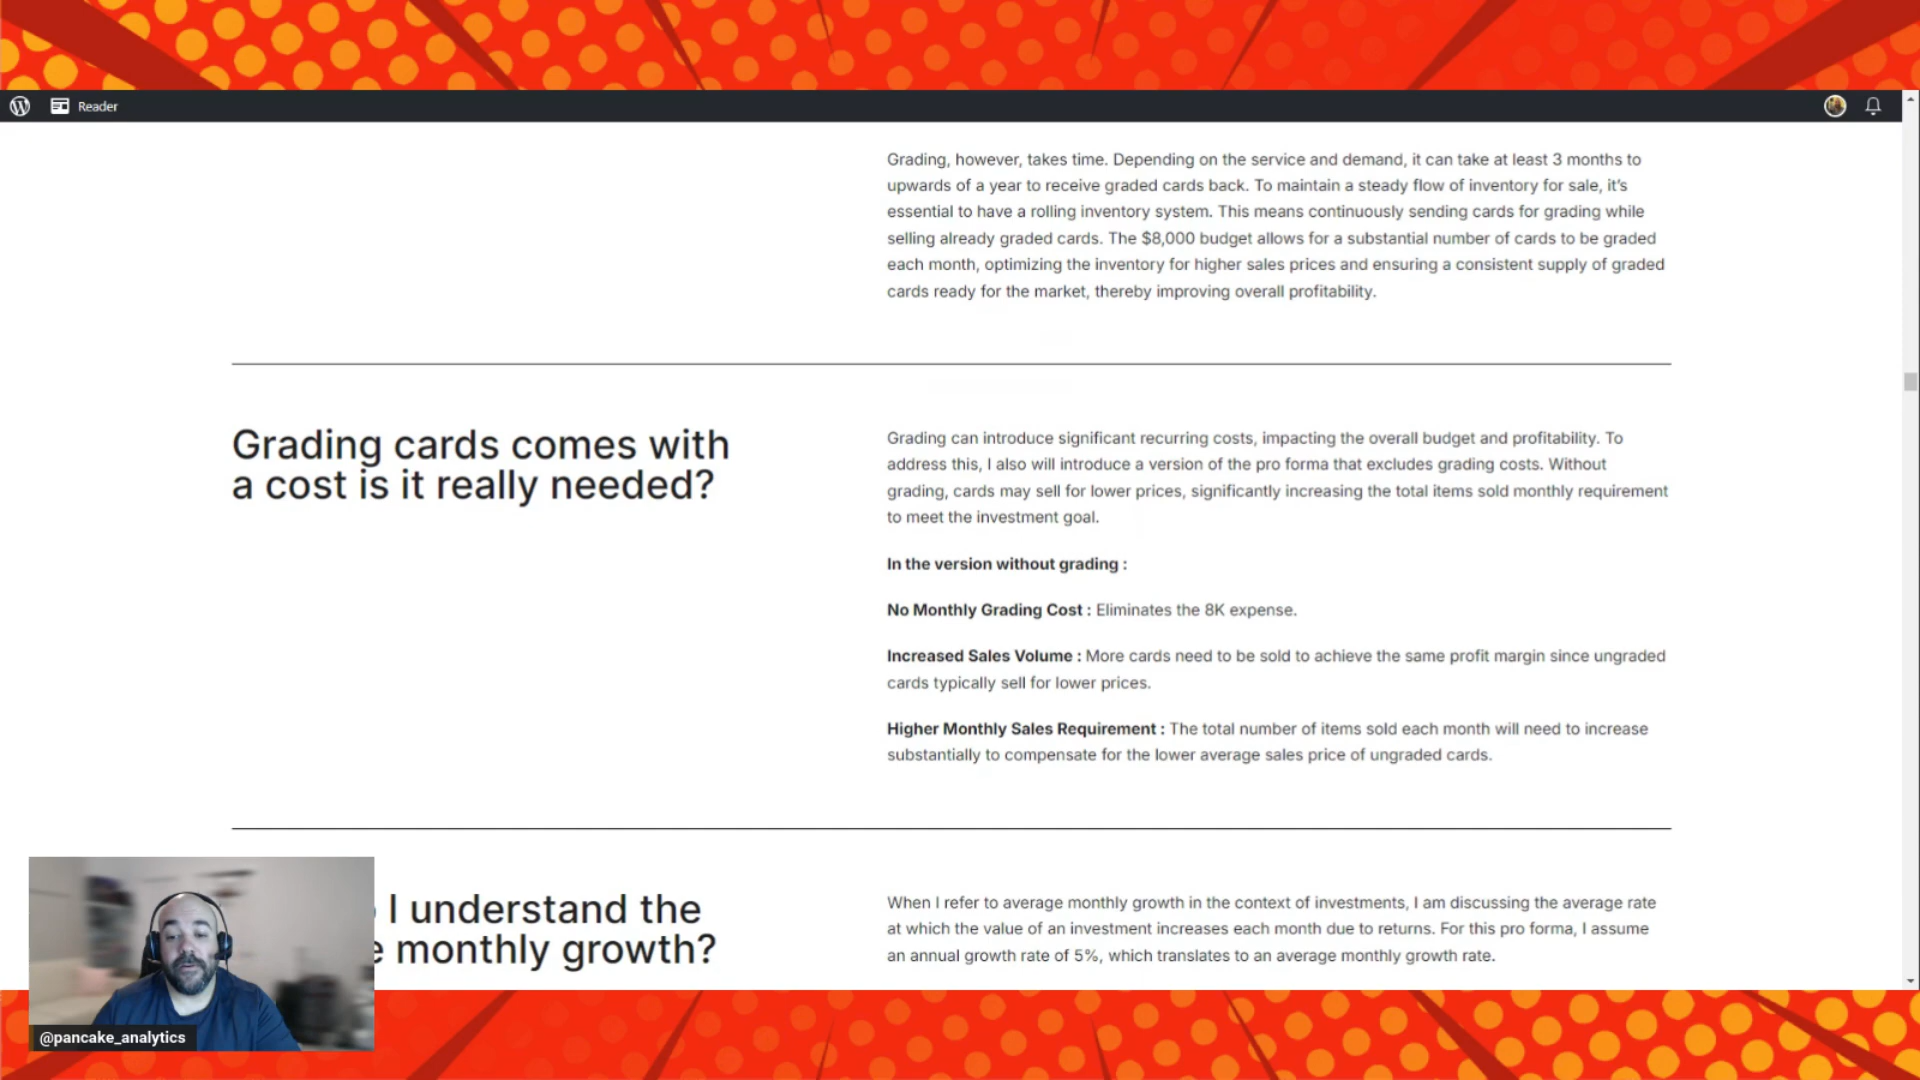 Reader
Grading, however, takes time. Depending on the service and demand, it can take at least 3 months to
upwards of a year to receive graded cards back. To maintain a steady flow of inventory for sale, it's
essential to have a rolling inventory system. This means continuously sending cards for grading while
selling already graded cards. The $8,000 budget allows for a substantial number of cards to be graded
each month, optimizing the inventory for higher sales prices and ensuring a consistent supply of graded
cards ready for the market, thereby improving overall profitability.
Grading cards comes with
a cost is it really needed?
Grading can introduce significant recurring costs, impacting the overall budget and profitability. To
address this, I also will introduce a version of the pro forma that excludes grading costs. Without
grading, cards may sell for lower prices, significantly increasing the total items sold monthly requirement
to meet the investment goal.
In the version without grading :
No Monthly Grading Cost : Eliminates the 8K expense.
Increased Sales Volume : More cards need to be sold to achieve the same profit margin since ungraded
cards typically sell for lower prices.
Higher Monthly Sales Requirement : The total number of items sold each month will need to increase
substantially to compensate for the lower average sales price of ungraded cards.
I understand the
monthly growth?
When I refer to average monthly growth in the context of investments, I am discussing the average rate
at which the value of an investment increases each month due to returns. For this pro forma, I assume
an annual growth rate of 5%, which translates to an average monthly growth rate.
@pancake_analytics